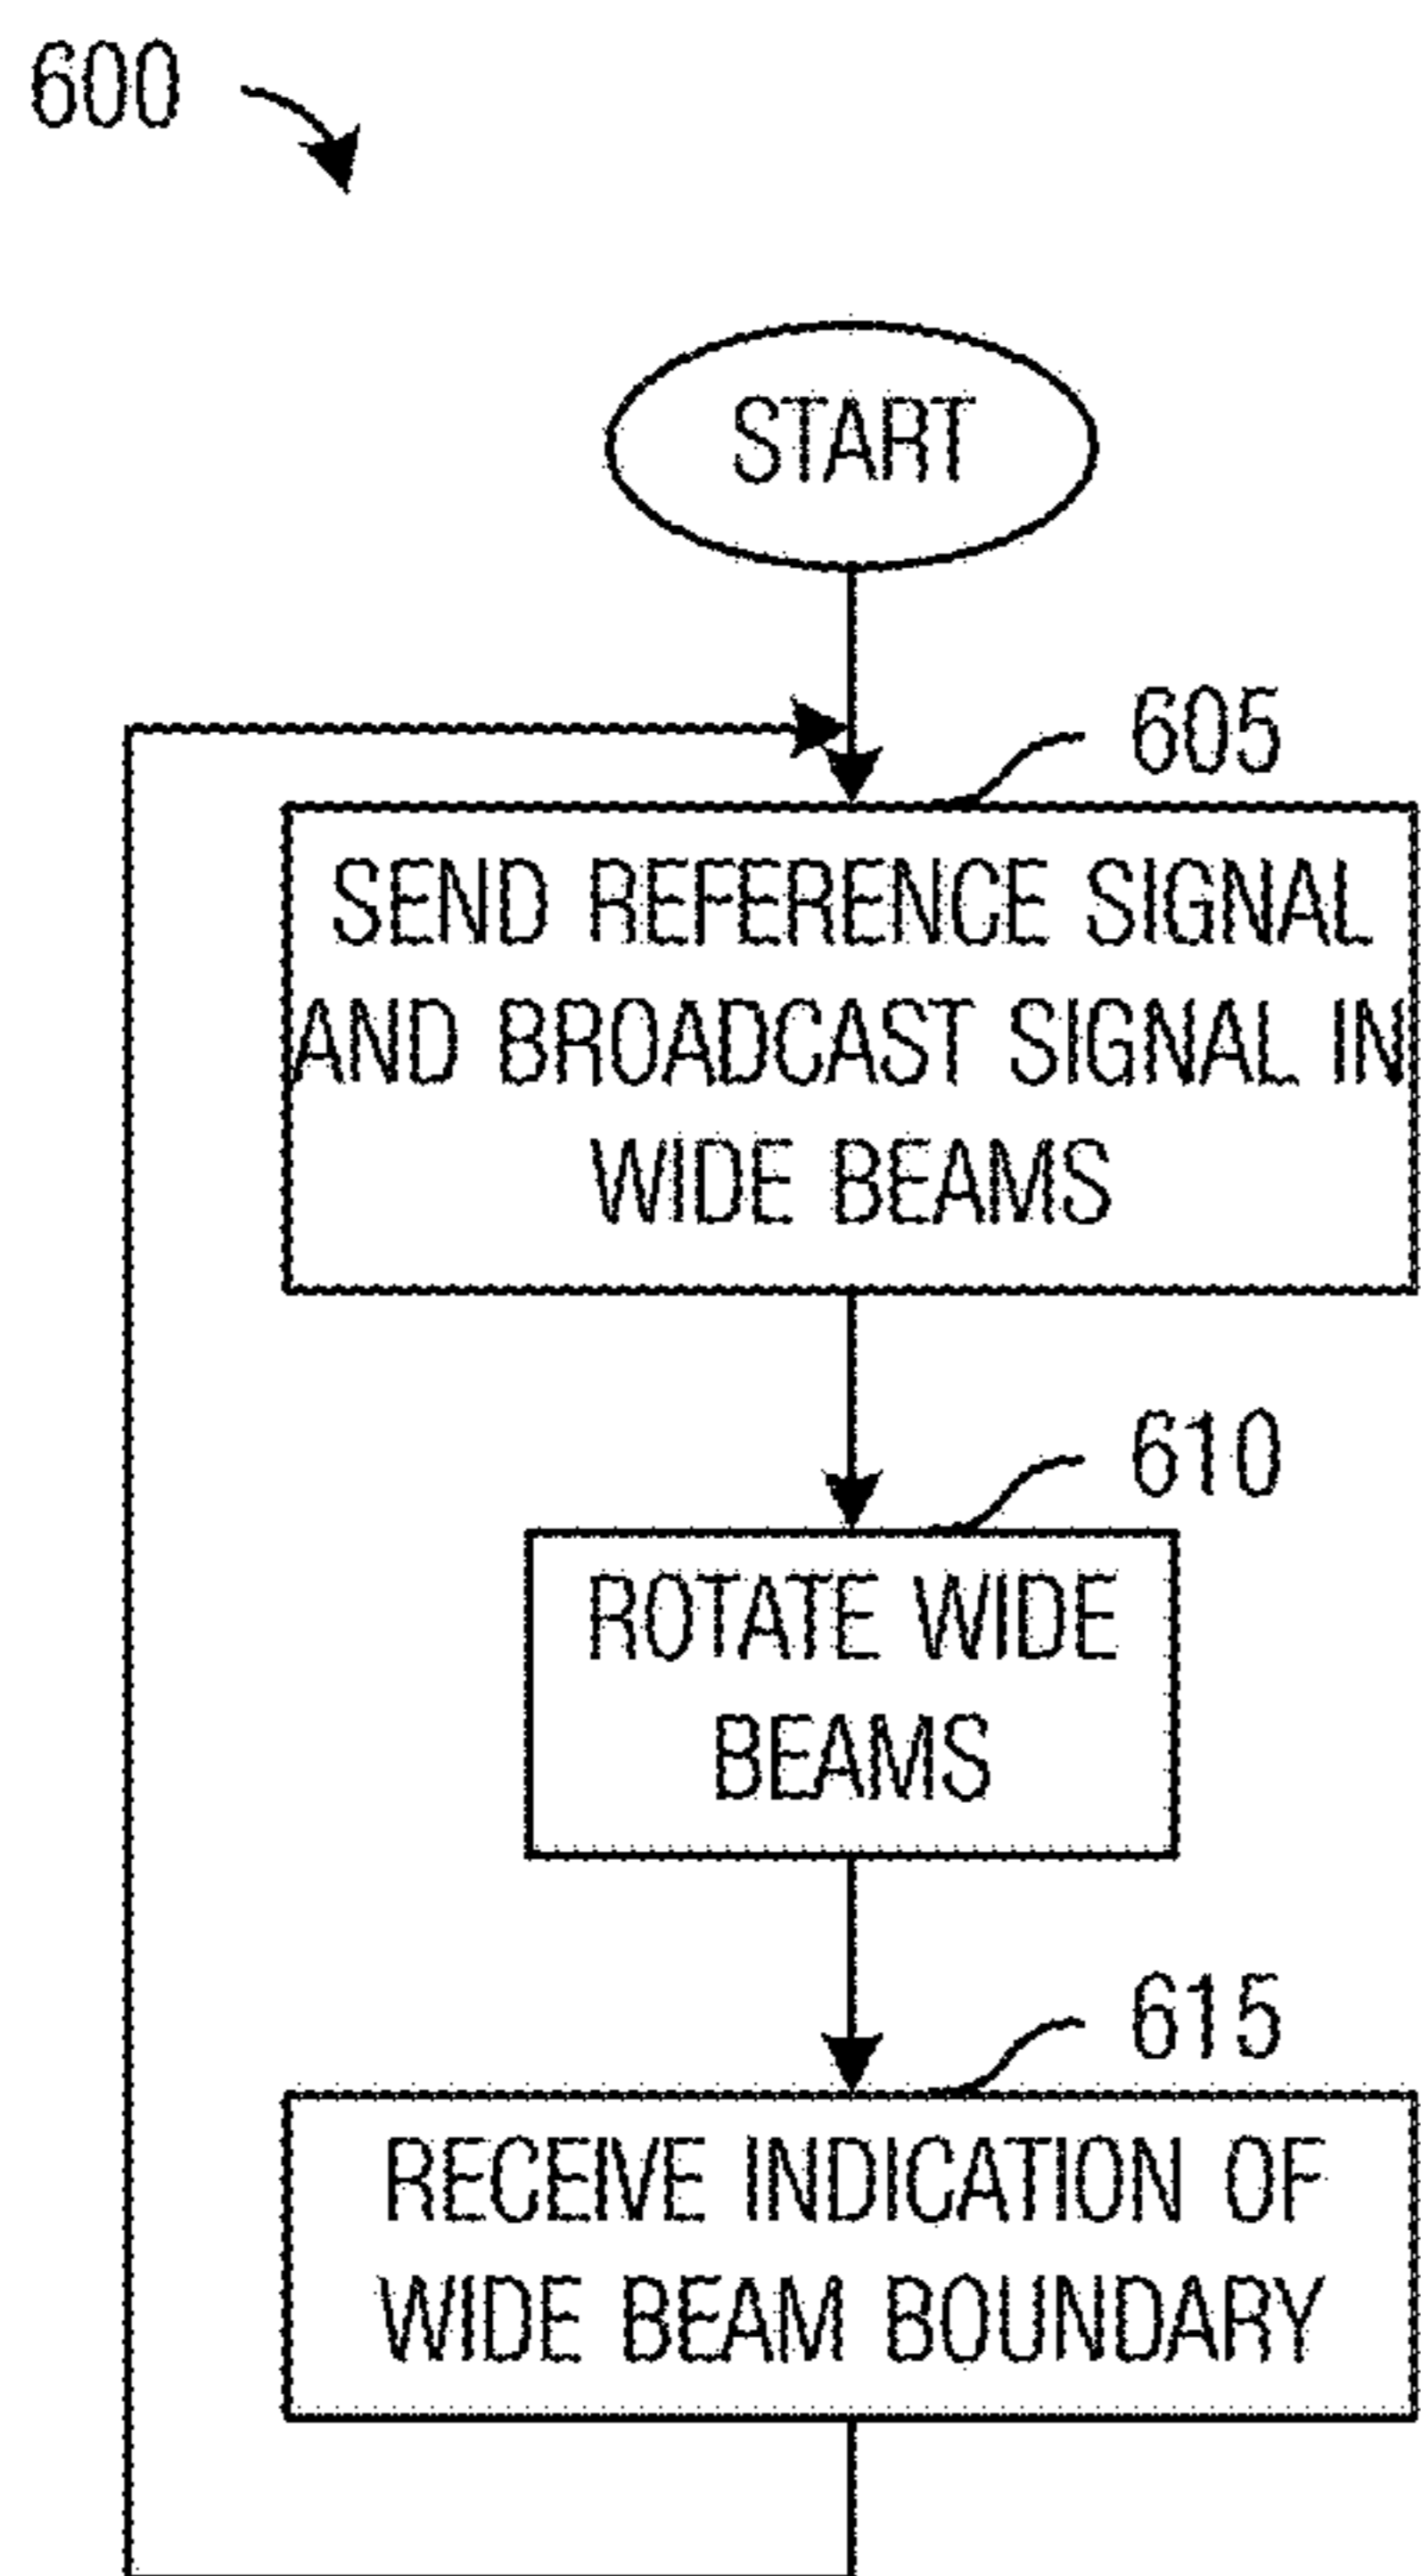 600
START
605
SEND REFERENCE SIGNAL
AND BROADCAST SIGNAL IN
WIDE BEAMS
610
ROTATE WIDE
BEAMS
615
RECEIVE INDICATION OF
WIDE BEAM BOUNDARY